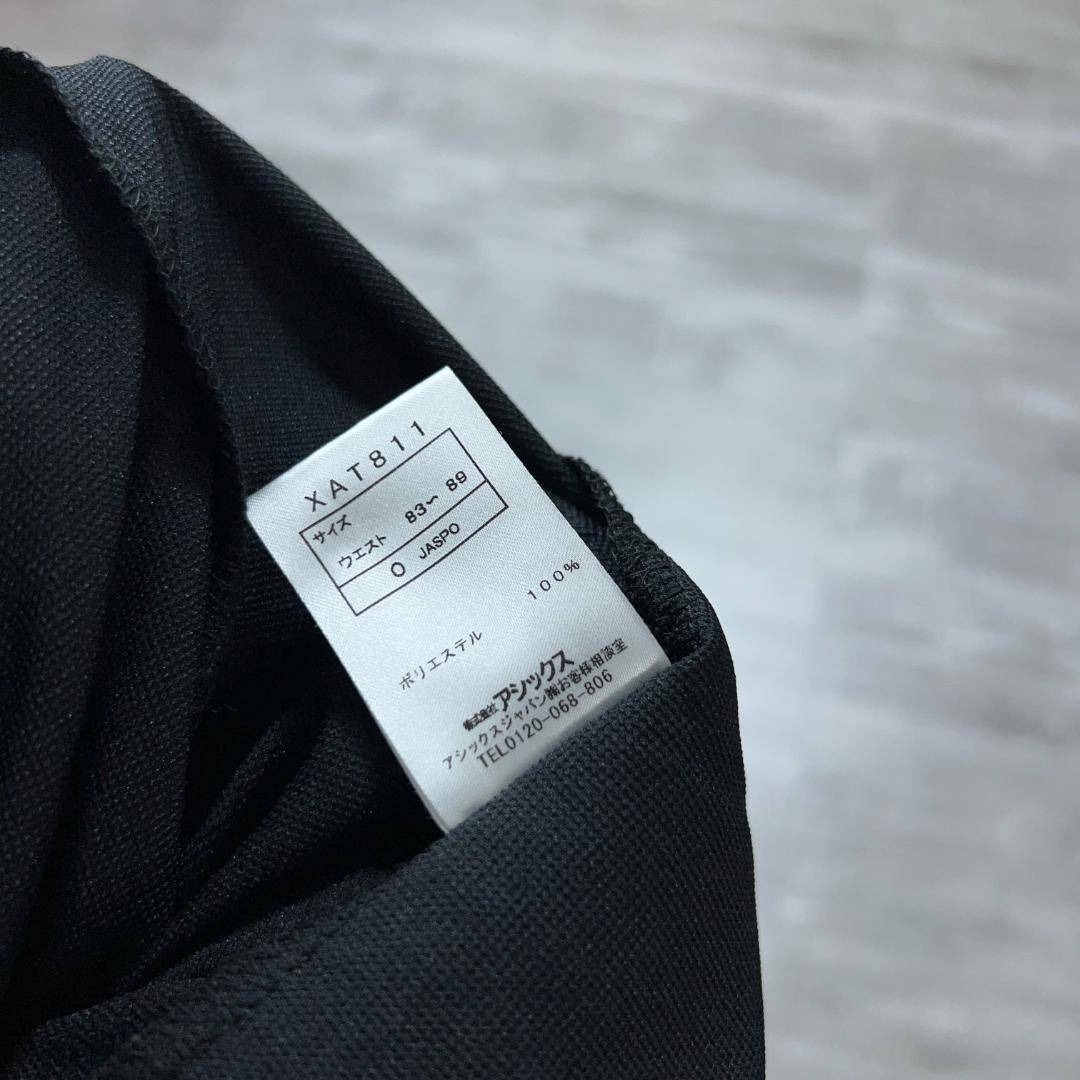 XAT811
サイズ
ウエスト 83〜89
O JASPO
ポリエステル 100%
株式会社アシックス
アシックスジャパン㈱お客様相談室
TEL0120-068-806